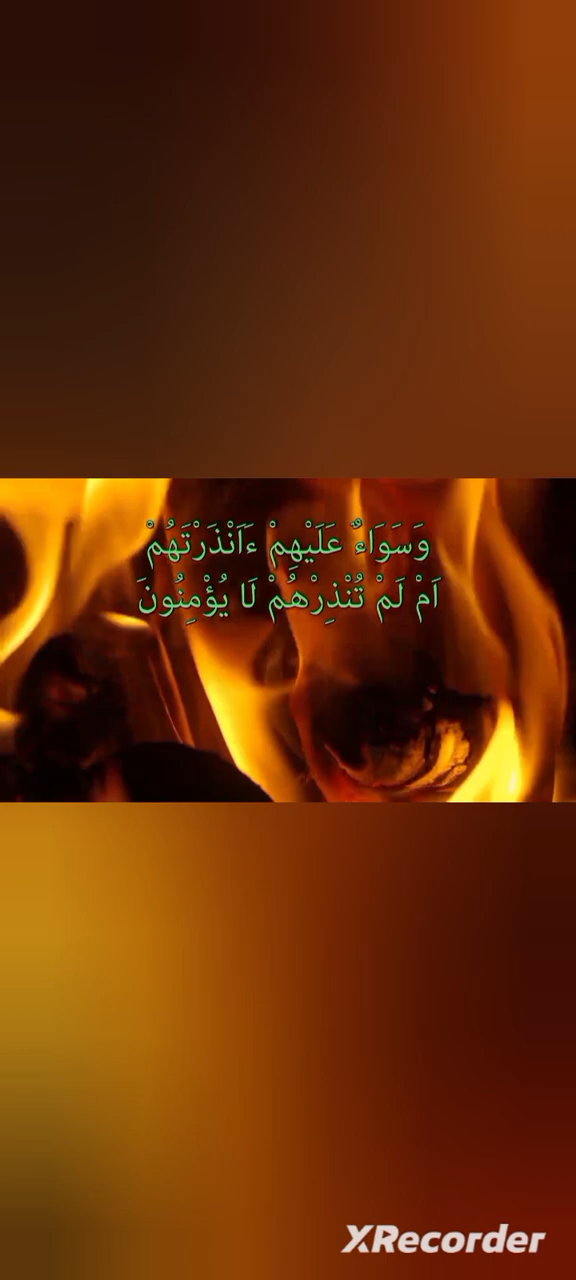 وَسَوَاءٌ عَلَيْهِمْ ءَاَنْذَرْتَهُمْ
اَمْ لَمْ تُنْذِرْهُمْ لَا يُؤْمِنُونَ
XRecorder